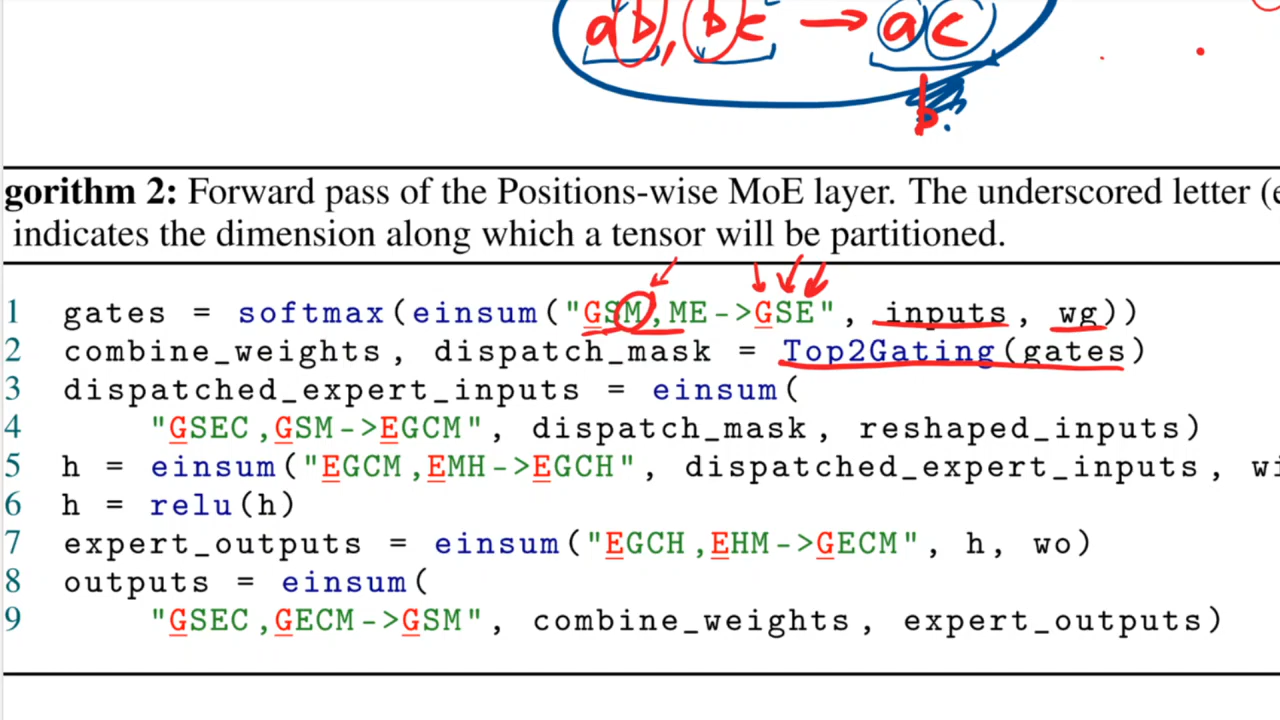 ab, bc → ac
b.
gorithm 2: Forward pass of the Positions-wise MoE layer. The underscored letter (e
indicates the dimension along which a tensor will be partitioned.
1 gates = softmax(einsum("GSM,ME->GSE", inputs, wg))
2 combine_weights, dispatch_mask = Top2Gating(gates)
3 dispatched_expert_inputs = einsum(
4 "GSEC,GSM->EGCM", dispatch_mask, reshaped_inputs)
5 h = einsum("EGCM,EMH->EGCH", dispatched_expert_inputs, wi
6 h = relu(h)
7 expert_outputs = einsum("EGCH,EHM->GECM", h, wo)
8 outputs = einsum(
9 "GSEC,GECM->GSM", combine_weights, expert_outputs)